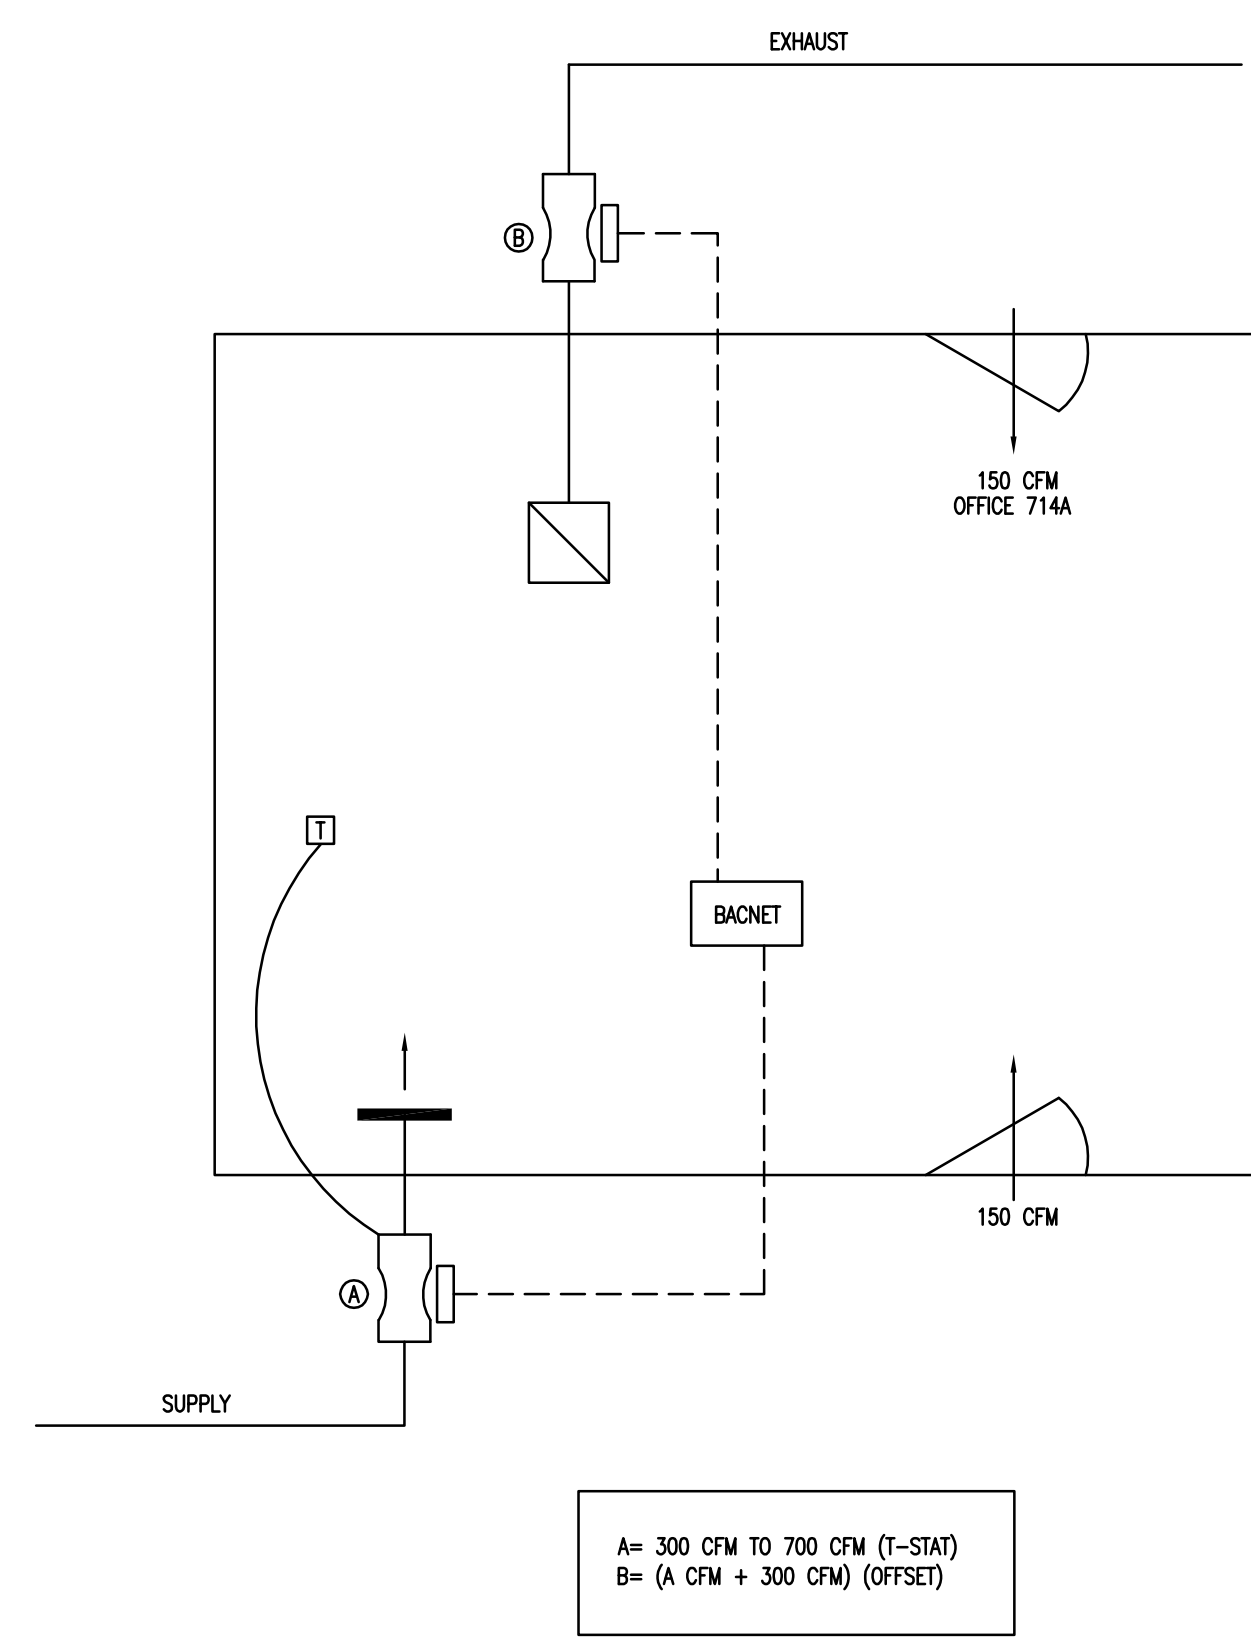 EXHAUST
B
150 CFM
OFFICE 714A
T
BACNET
150 CFM
A
SUPPLY
A= 300 CFM TO 700 CFM (T-STAT)
B= (A CFM + 300 CFM) (OFFSET)